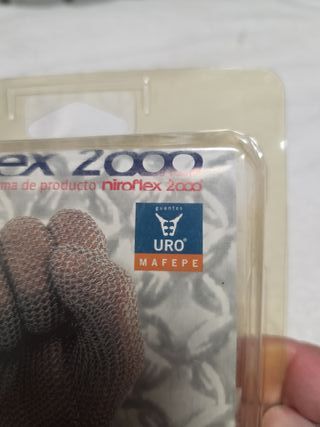 ex 2000
ma de producto niroflex 2000
guantes
URO®
MAFEPE